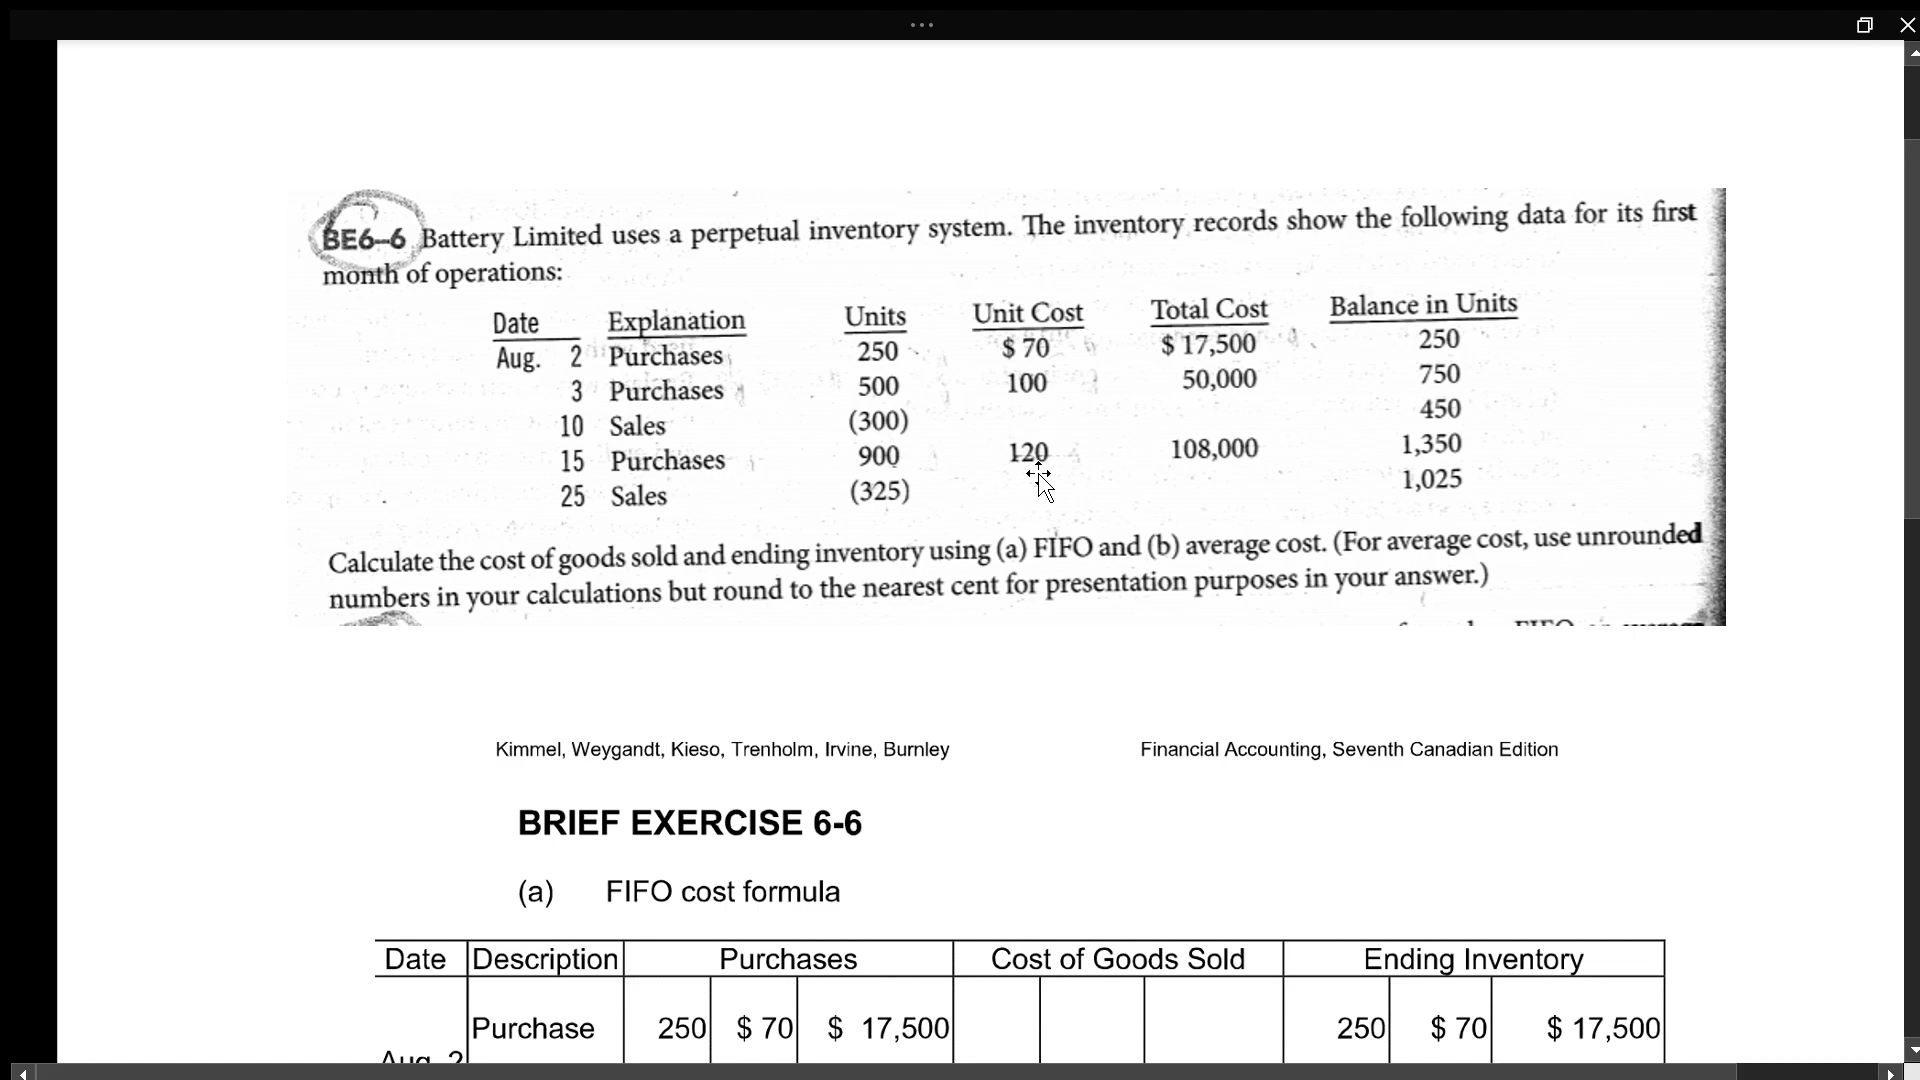 BE6–6 Battery Limited uses a perpetual inventory system. The inventory records show the following data for its first
month of operations:
Date Explanation Units Unit Cost Total Cost Balance in Units
Aug. 2 Purchases 250 $ 70 $ 17,500 250
3 Purchases 500 100 50,000 750
10 Sales (300) 450
15 Purchases 900 120 108,000 1,350
25 Sales (325) 1,025
Calculate the cost of goods sold and ending inventory using (a) FIFO and (b) average cost. (For average cost, use unrounded
numbers in your calculations but round to the nearest cent for presentation purposes in your answer.)
Kimmel, Weygandt, Kieso, Trenholm, Irvine, Burnley Financial Accounting, Seventh Canadian Edition
BRIEF EXERCISE 6-6
(a) FIFO cost formula
Date Description Purchases Cost of Goods Sold Ending Inventory
Purchase 250 $ 70 $ 17,500 250 $ 70 $ 17,500
Aug. 2